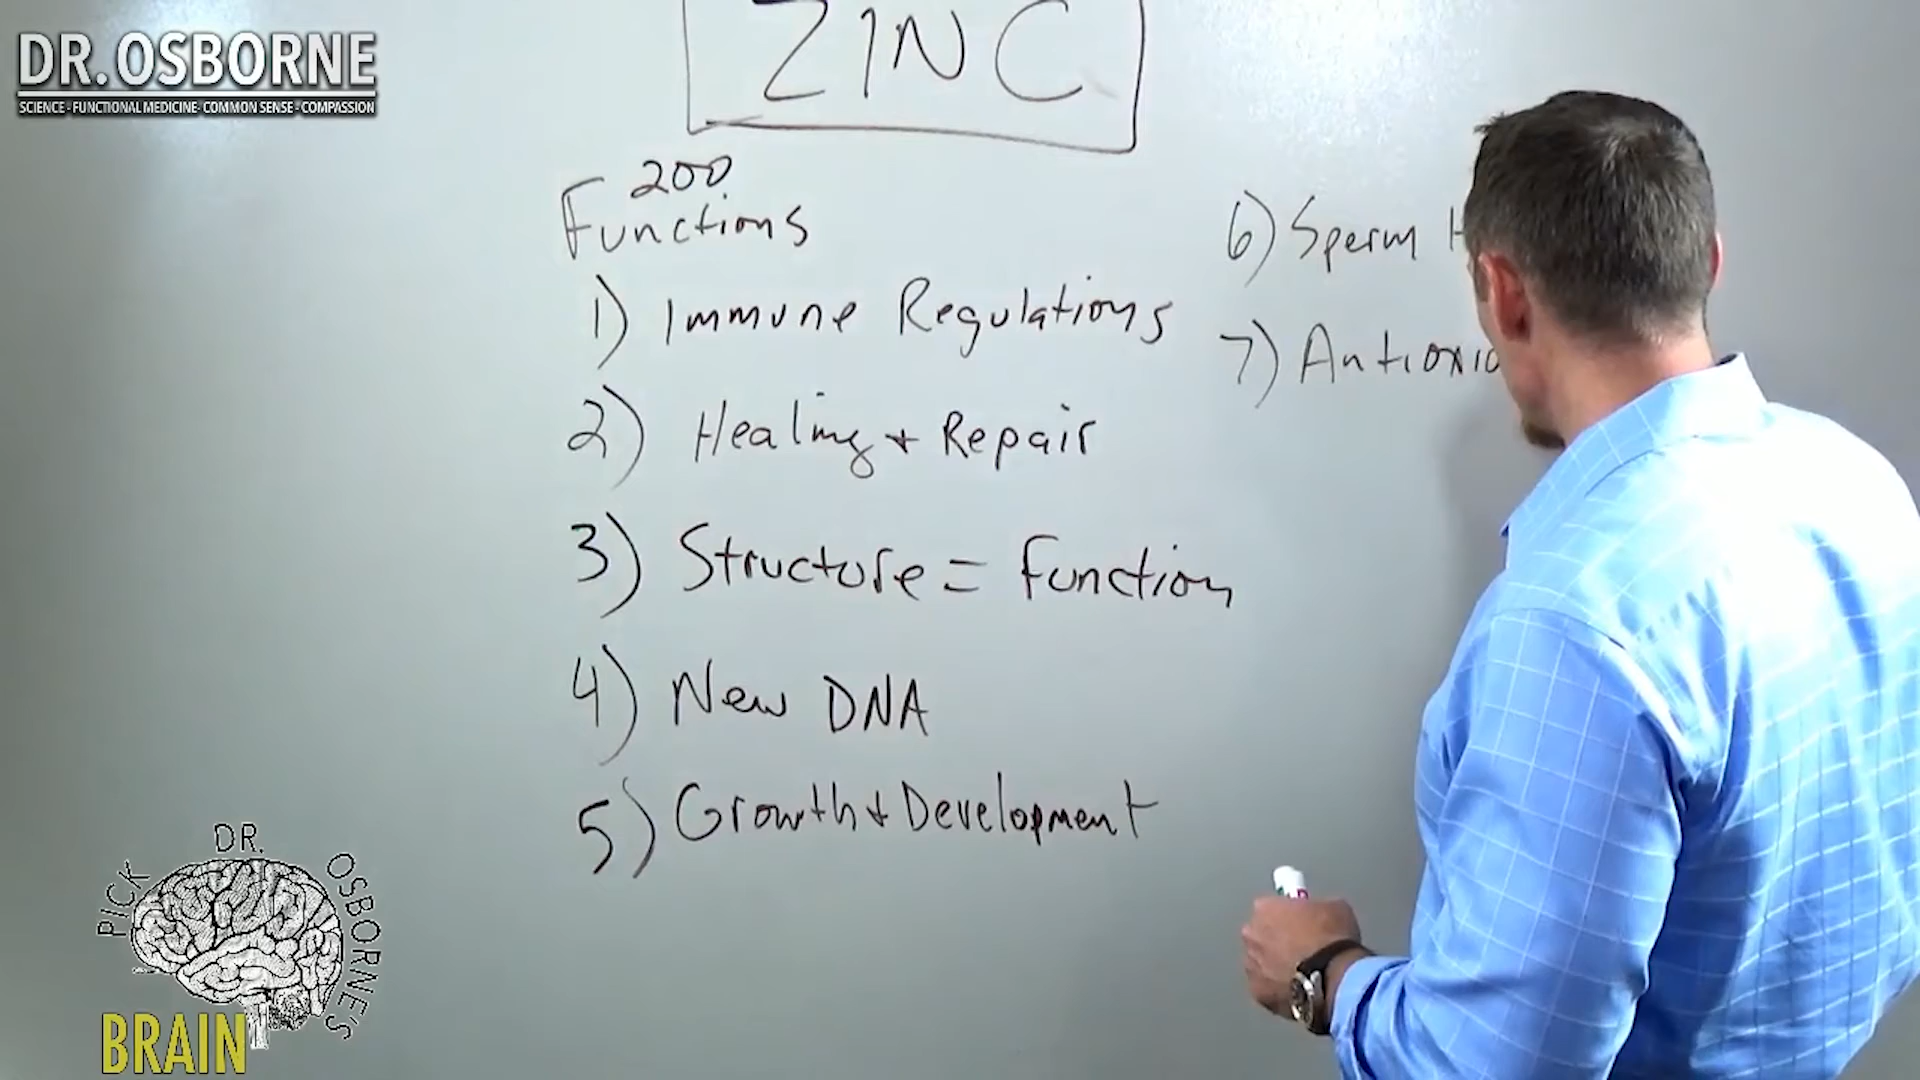 DR. OSBORNE
SCIENCE - FUNCTIONAL MEDICINE - COMMON SENSE - COMPASSION
ZINC
200
Functions
1) Immune Regulations
2) Healing + Repair
3) Structure = Function
4) New DNA
5) Growth + Development
6) Sperm
7)
PICK DR. OSBORNE'S
BRAIN